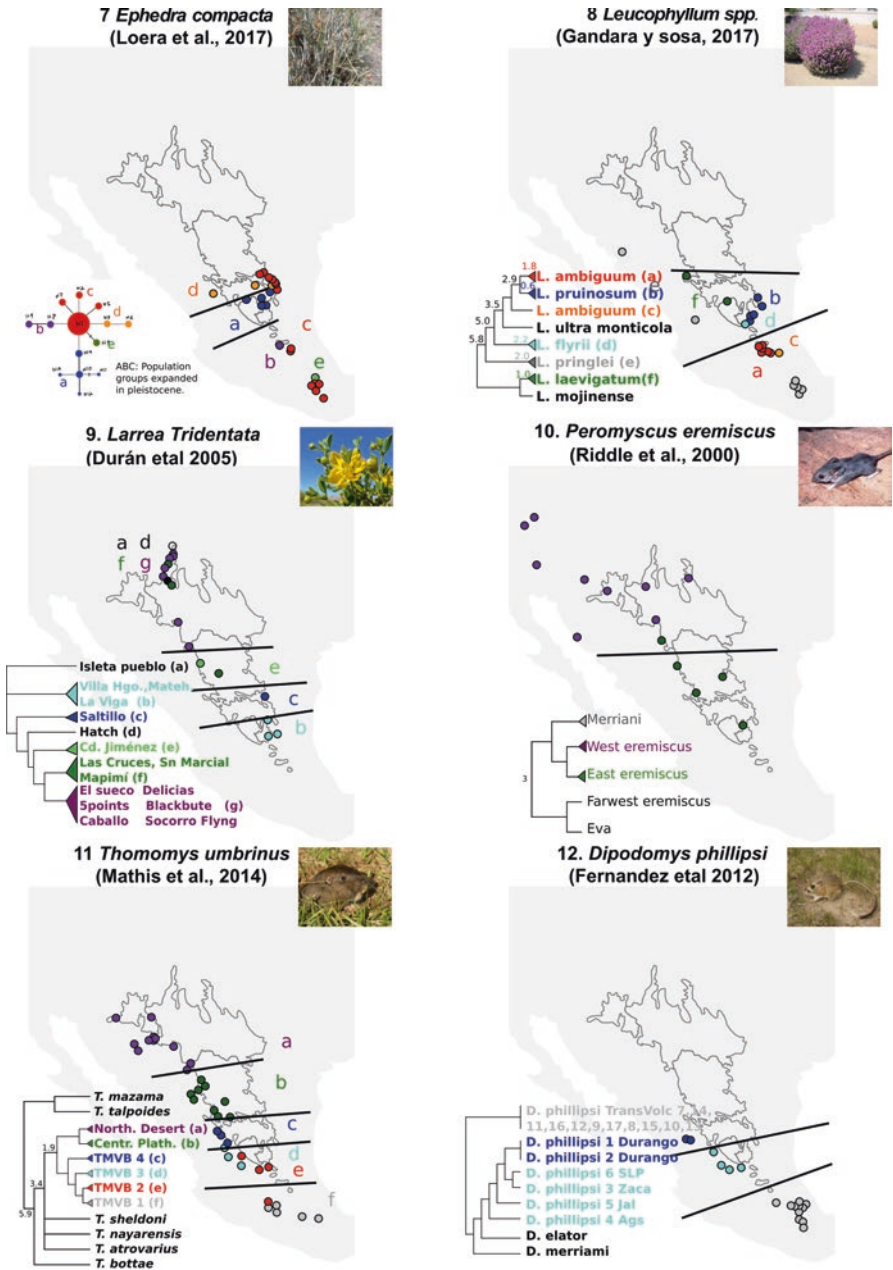 7 Ephedra compacta
(Loera et al., 2017)
d
a
c
b
e
c
d
b
e
a
ABC: Population
groups expanded
in pleistocene.
8 Leucophyllum spp.
(Gandara y sosa, 2017)
1.8
2.9
0.6
3.5
5.0
5.8
2.2
2.0
1.0
L. ambiguum (a)
L. pruinosum (b)
L. ambiguum (c)
L. ultra monticola
L. flyrii (d)
L. pringlei (e)
L. laevigatum(f)
L. mojinense
f
b
d
c
a
9. Larrea Tridentata
(Durán etal 2005)
a d
f g
e
c
b
Isleta pueblo (a)
Villa Hgo.,Mateh.
La Viga (b)
Saltillo (c)
Hatch (d)
Cd. Jiménez (e)
Las Cruces, Sn Marcial
Mapimí (f)
El sueco Delicias
5points Blackbute (g)
Caballo Socorro Flyng
10. Peromyscus eremiscus
(Riddle et al., 2000)
3
Merriani
West eremiscus
East eremiscus
Farwest eremiscus
Eva
11 Thomomys umbrinus
(Mathis et al., 2014)
a
b
c
d
e
f
T. mazama
T. talpoides
North. Desert (a)
Centr. Plath. (b)
TMVB 4 (c)
TMVB 3 (d)
TMVB 2 (e)
TMVB 1 (f)
T. sheldoni
T. nayarensis
T. atrovarius
T. bottae
1.9
3.4
5.9
12. Dipodomys phillipsi
(Fernandez etal 2012)
D. phillipsi TransVolc 7,14,
11,16,12,9,17,8,15,10,13
D. phillipsi 1 Durango
D. phillipsi 2 Durango
D. phillipsi 6 SLP
D. phillipsi 3 Zaca
D. phillipsi 5 Jal
D. phillipsi 4 Ags
D. elator
D. merriami